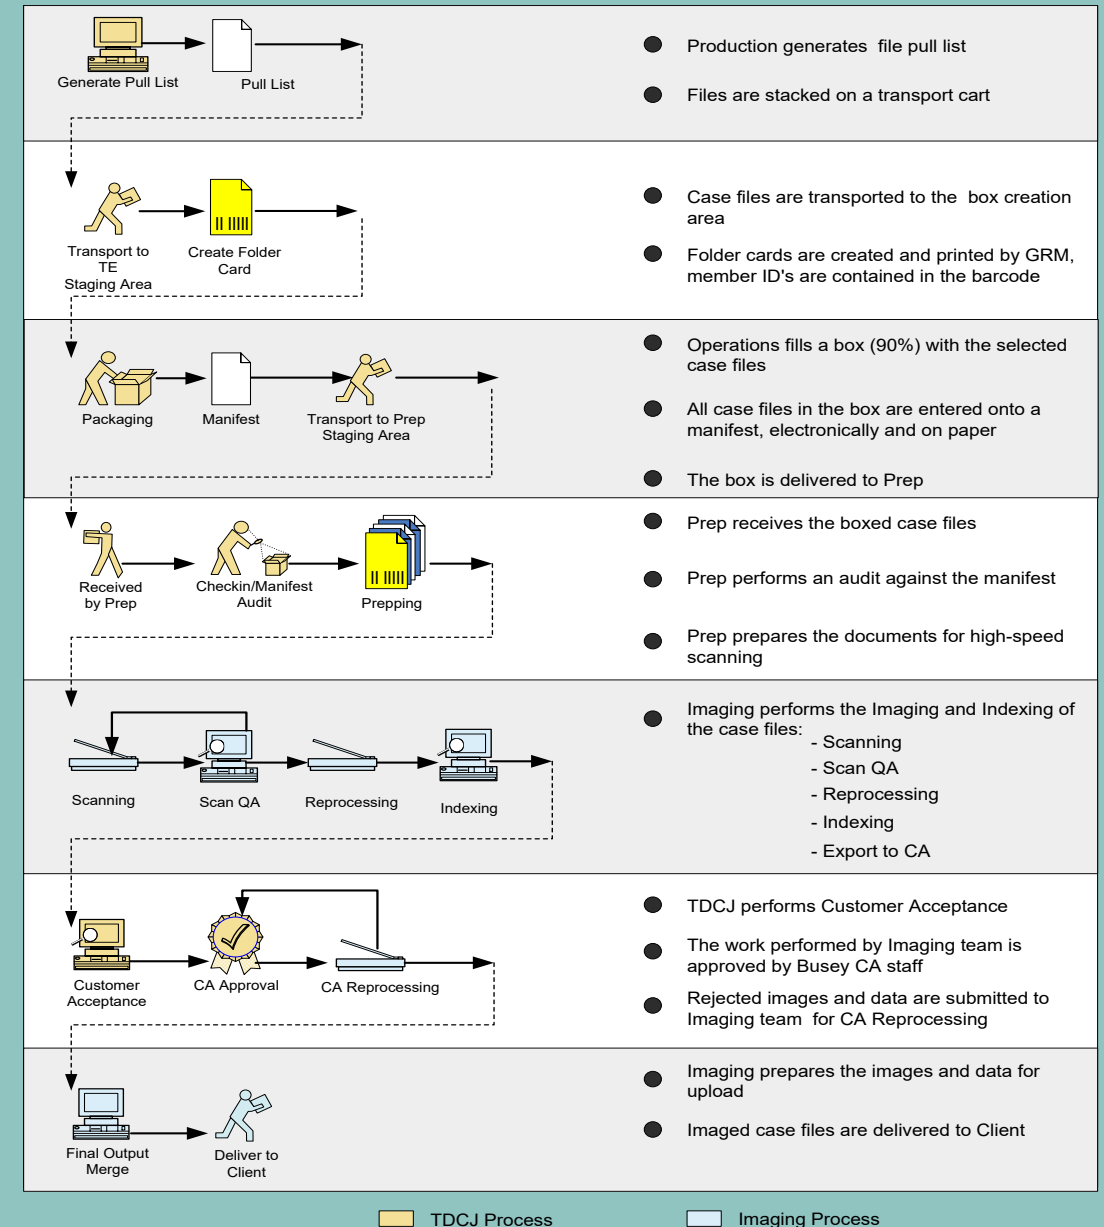 Generate Pull List
Pull List
Production generates file pull list
Files are stacked on a transport cart
Transport to
TE
Staging Area
Create Folder
Card
Case files are transported to the box creation
area
Folder cards are created and printed by GRM,
member ID's are contained in the barcode
Packaging
Manifest
Transport to Prep
Staging Area
Operations fills a box (90%) with the selected
case files
All case files in the box are entered onto a
manifest, electronically and on paper
The box is delivered to Prep
Received
by Prep
Checkin/Manifest
Audit
Prepping
Prep receives the boxed case files
Prep performs an audit against the manifest
Prep prepares the documents for high-speed
scanning
Scanning
Scan QA
Reprocessing
Indexing
Imaging performs the Imaging and Indexing of
the case files:
- Scanning
- Scan QA
- Reprocessing
- Indexing
- Export to CA
Customer
Acceptance
CA Approval
CA Reprocessing
TDCJ performs Customer Acceptance
The work performed by Imaging team is
approved by Busey CA staff
Rejected images and data are submitted to
Imaging team for CA Reprocessing
Final Output
Merge
Deliver to
Client
Imaging prepares the images and data for
upload
Imaged case files are delivered to Client
TDCJ Process
Imaging Process